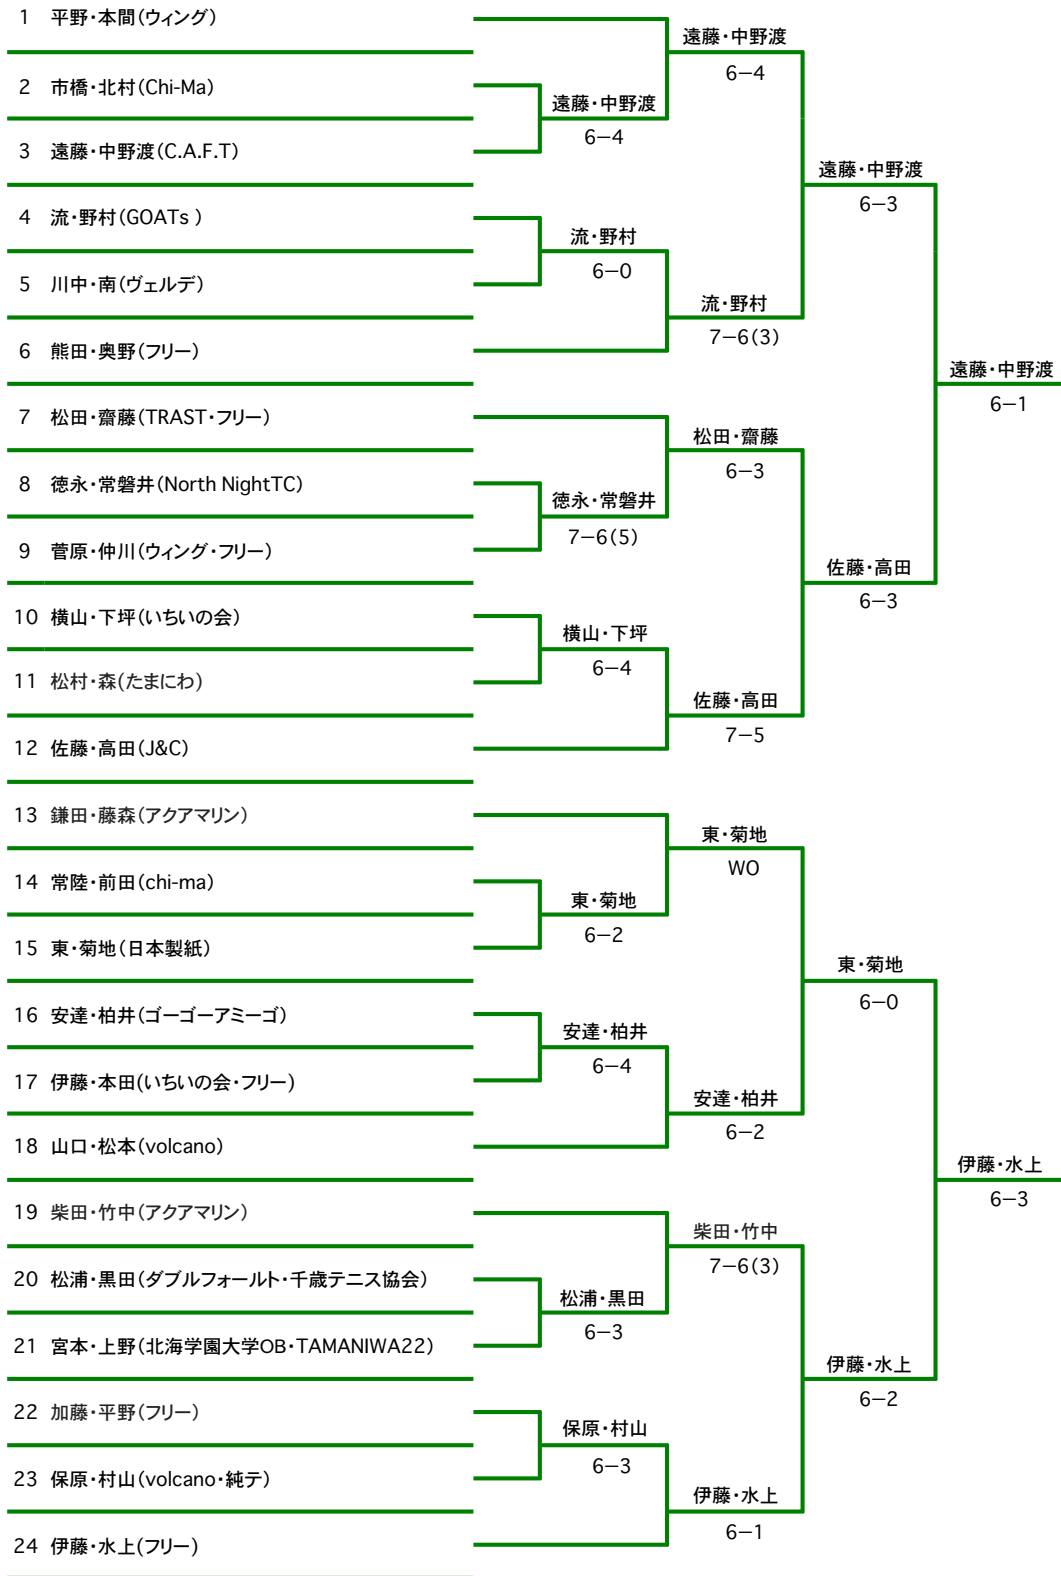 1 平野・本間(ウィング)
遠藤・中野渡
6－4
2 市橋・北村(Chi-Ma)
遠藤・中野渡
6－4
3 遠藤・中野渡(C.A.F.T)
遠藤・中野渡
6－3
4 流・野村(GOATs )
流・野村
6－0
5 川中・南(ヴェルデ)
流・野村
7－6(3)
6 熊田・奥野(フリー)
遠藤・中野渡
6－1
7 松田・齋藤(TRAST・フリー)
松田・齋藤
6－3
8 徳永・常磐井(North NightTC)
徳永・常磐井
7－6(5)
9 菅原・仲川(ウィング・フリー)
佐藤・高田
6－3
10 横山・下坪(いちいの会)
横山・下坪
6－4
11 松村・森(たまにわ)
佐藤・高田
7－5
12 佐藤・高田(J&C)
13 鎌田・藤森(アクアマリン)
東・菊地
WO
14 常陸・前田(chi-ma)
東・菊地
6－2
15 東・菊地(日本製紙)
東・菊地
6－0
16 安達・柏井(ゴーゴーアミーゴ)
安達・柏井
6－4
17 伊藤・本田(いちいの会・フリー)
安達・柏井
6－2
18 山口・松本(volcano)
伊藤・水上
6－3
19 柴田・竹中(アクアマリン)
柴田・竹中
7－6(3)
20 松浦・黒田(ダブルフォールト・千歳テニス協会)
松浦・黒田
6－3
21 宮本・上野(北海学園大学OB・TAMANIWA22)
伊藤・水上
6－2
22 加藤・平野(フリー)
保原・村山
6－3
23 保原・村山(volcano・純テ)
伊藤・水上
6－1
24 伊藤・水上(フリー)